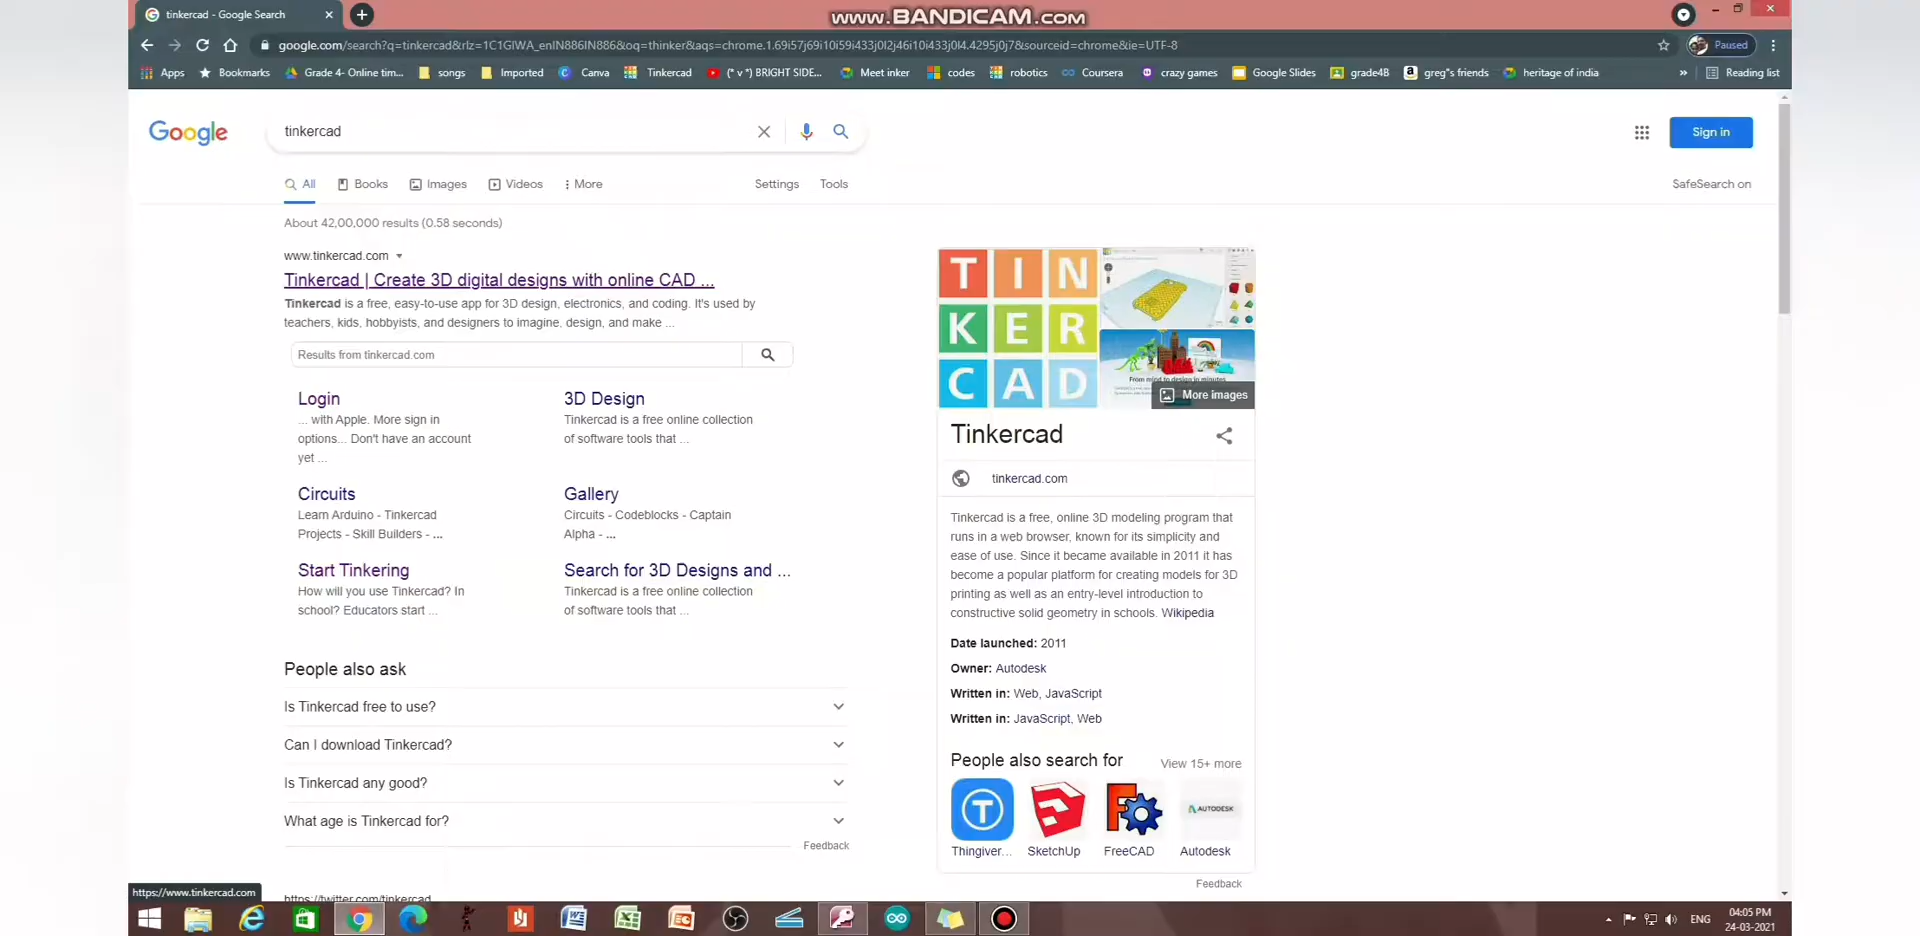 tinkercad - Google Search
www.BANDICAM.com
google.com/search?q=tinkercad&rlz=1C1GIWA_enIN886IN886&oq=thinker&aqs=chrome.1.69i57j69i10i59i433j0l2j46i10i433j0l4.4295j0j7&sourceid=chrome&ie=UTF-8
Paused
Apps Bookmarks Grade 4- Online tim... songs Imported Canva Tinkercad (* v *) BRIGHT SIDE... Meet inker codes robotics Coursera crazy games Google Slides grade4B greg"s friends heritage of india » Reading list
Google
tinkercad
Sign in
All Books Images Videos More Settings Tools
SafeSearch on
About 42,00,000 results (0.58 seconds)
www.tinkercad.com
Tinkercad | Create 3D digital designs with online CAD ...
Tinkercad is a free, easy-to-use app for 3D design, electronics, and coding. It's used by
teachers, kids, hobbyists, and designers to imagine, design, and make ...
Results from tinkercad.com
Login
... with Apple. More sign in
options... Don't have an account
yet ...
3D Design
Tinkercad is a free online collection
of software tools that ...
Circuits
Learn Arduino - Tinkercad
Projects - Skill Builders - ...
Gallery
Circuits - Codeblocks - Captain
Alpha - ...
Start Tinkering
How will you use Tinkercad? In
school? Educators start ...
Search for 3D Designs and ...
Tinkercad is a free online collection
of software tools that ...
People also ask
Is Tinkercad free to use?
Can I download Tinkercad?
Is Tinkercad any good?
What age is Tinkercad for?
Feedback
https://twitter.com/tinkercad
TIN
KER
CAD
From mind to design in minutes
More images
Tinkercad
tinkercad.com
Tinkercad is a free, online 3D modeling program that
runs in a web browser, known for its simplicity and
ease of use. Since it became available in 2011 it has
become a popular platform for creating models for 3D
printing as well as an entry-level introduction to
constructive solid geometry in schools. Wikipedia
Date launched: 2011
Owner: Autodesk
Written in: Web, JavaScript
Written in: JavaScript, Web
People also search for
View 15+ more
AUTODESK
Thingiver... SketchUp FreeCAD Autodesk
Feedback
https://www.tinkercad.com
ENG
04:05 PM
24-03-2021